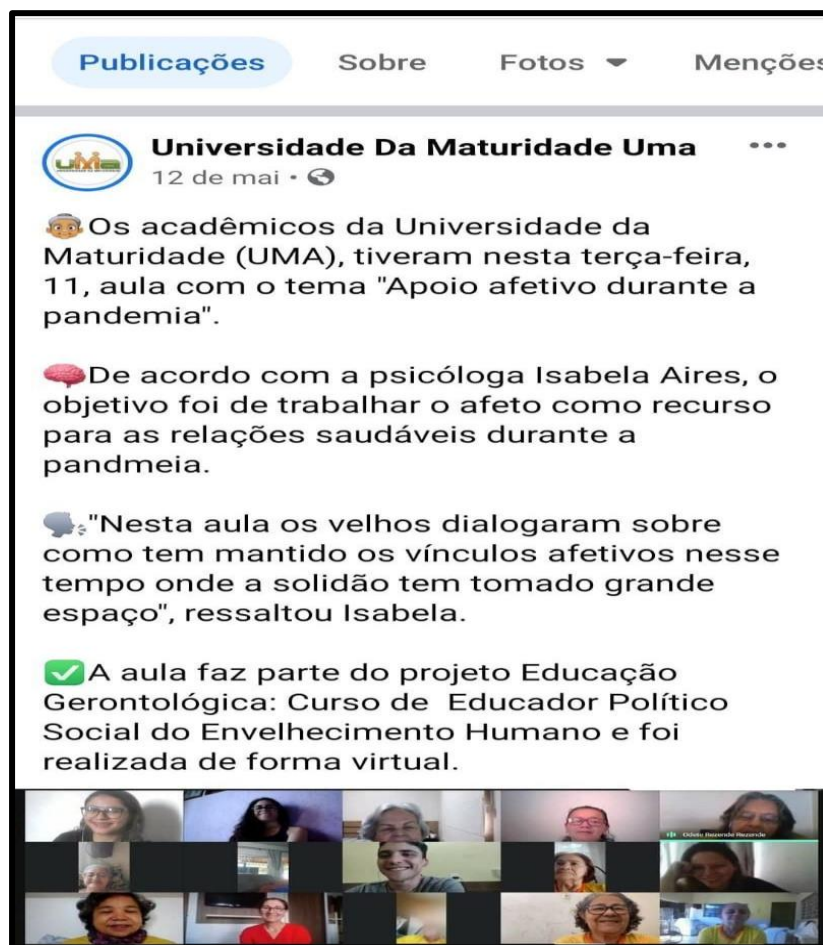 Publicações Sobre Fotos Menções
uma
Universidade Da Maturidade Uma
12 de mai •
Os acadêmicos da Universidade da
Maturidade (UMA), tiveram nesta terça-feira,
11, aula com o tema "Apoio afetivo durante a
pandemia".
De acordo com a psicóloga Isabela Aires, o
objetivo foi de trabalhar o afeto como recurso
para as relações saudáveis durante a
pandmeia.
"Nesta aula os velhos dialogaram sobre
como tem mantido os vínculos afetivos nesse
tempo onde a solidão tem tomado grande
espaço", ressaltou Isabela.
A aula faz parte do projeto Educação
Gerontológica: Curso de Educador Político
Social do Envelhecimento Humano e foi
realizada de forma virtual.
Odete Rezende Rezende